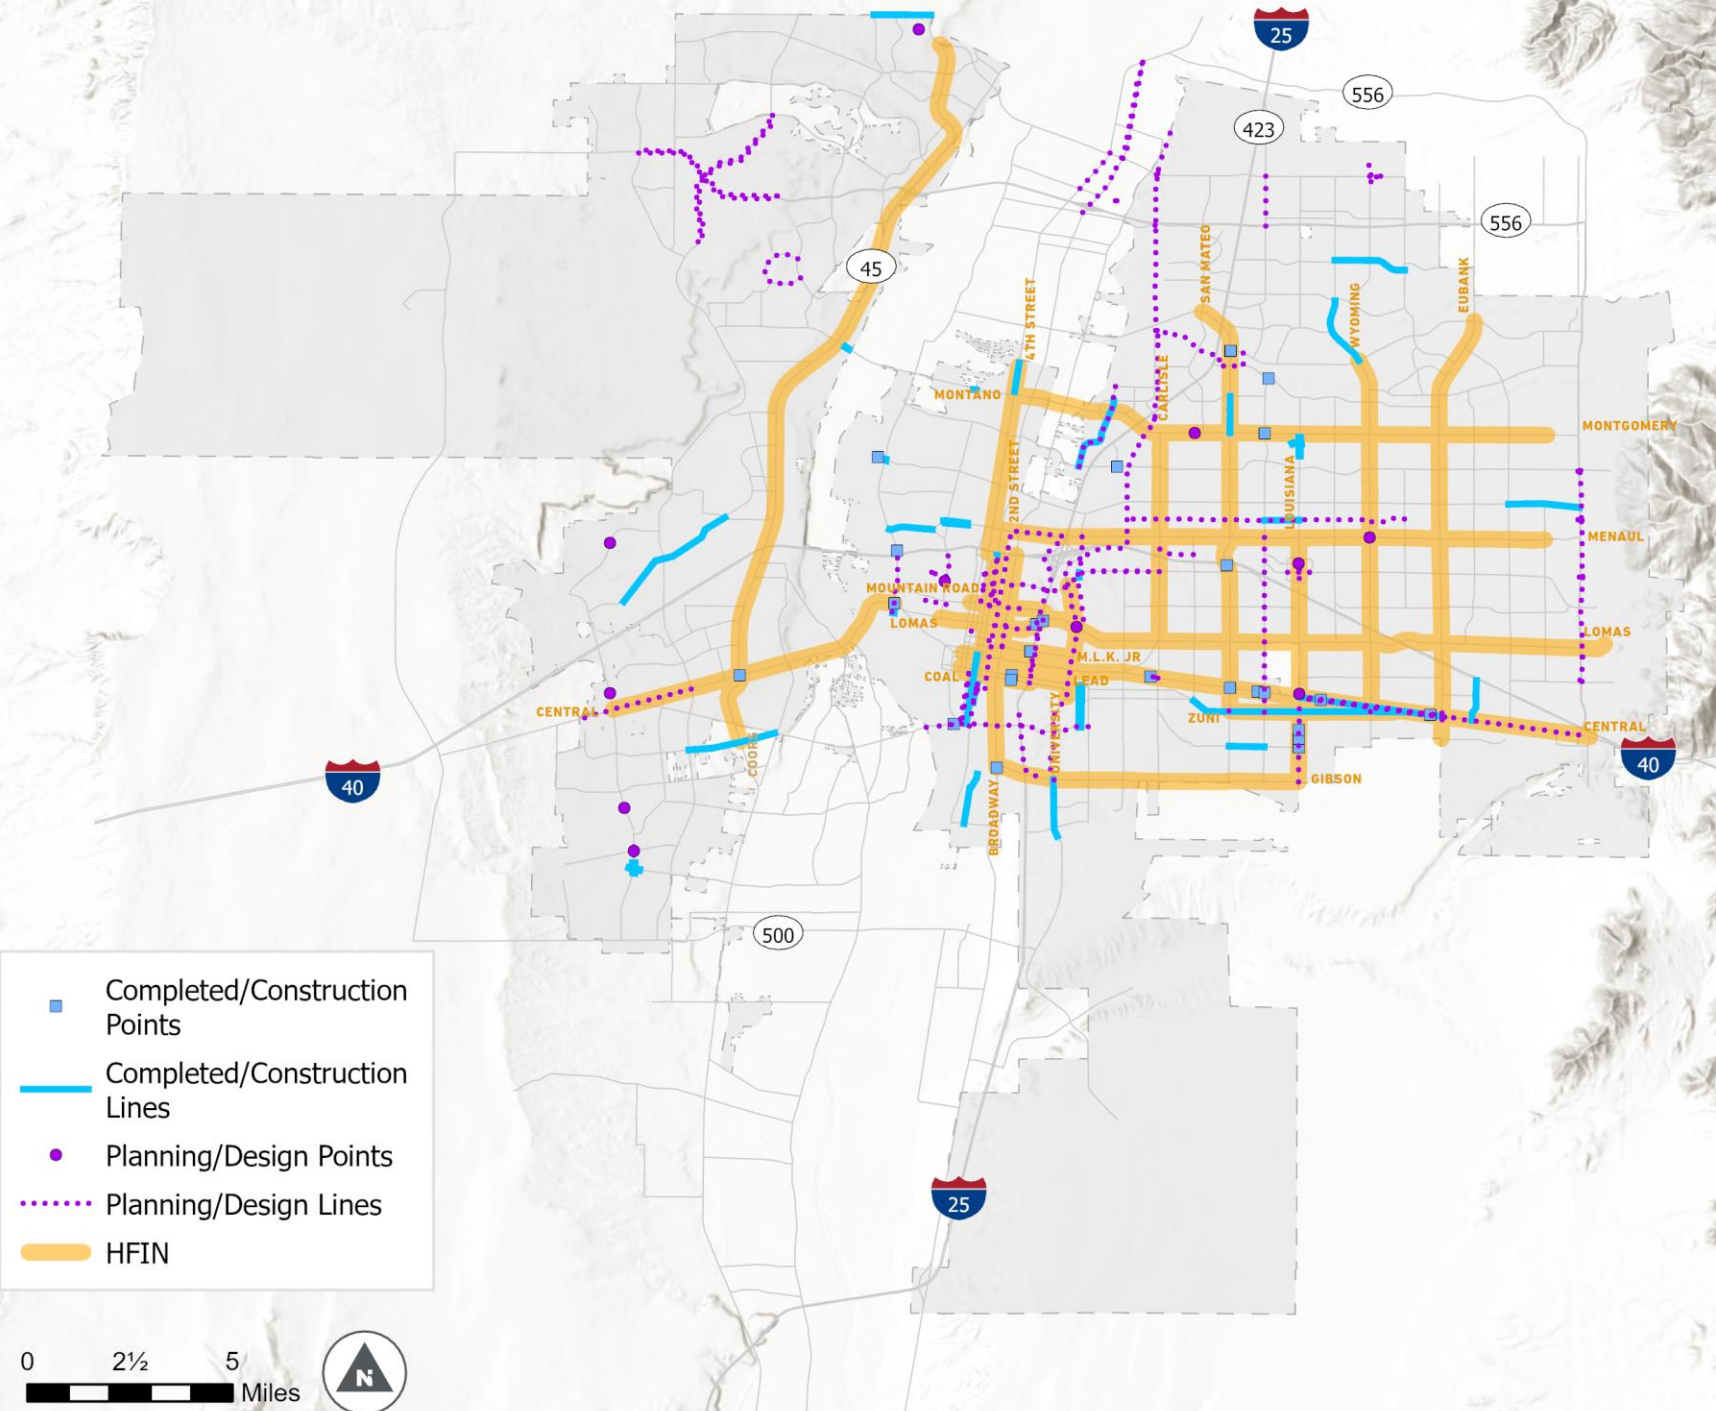 25
556
423
556
45
SAN MATEO
EUBANK
WYOMING
4TH STREET
CARLISLE
MONTANO
MONTGOMERY
2ND STREET
LOUISIANA
MENAUL
MOUNTAIN ROAD
LOMAS
LOMAS
M.L.K. JR
COAL
LEAD
CENTRAL
ZUNI
CENTRAL
UNIVERSITY
COORS
40
40
GIBSON
BROADWAY
500
Completed/Construction
Points
Completed/Construction
Lines
Planning/Design Points
Planning/Design Lines
HFIN
25
0 2½ 5
Miles
N